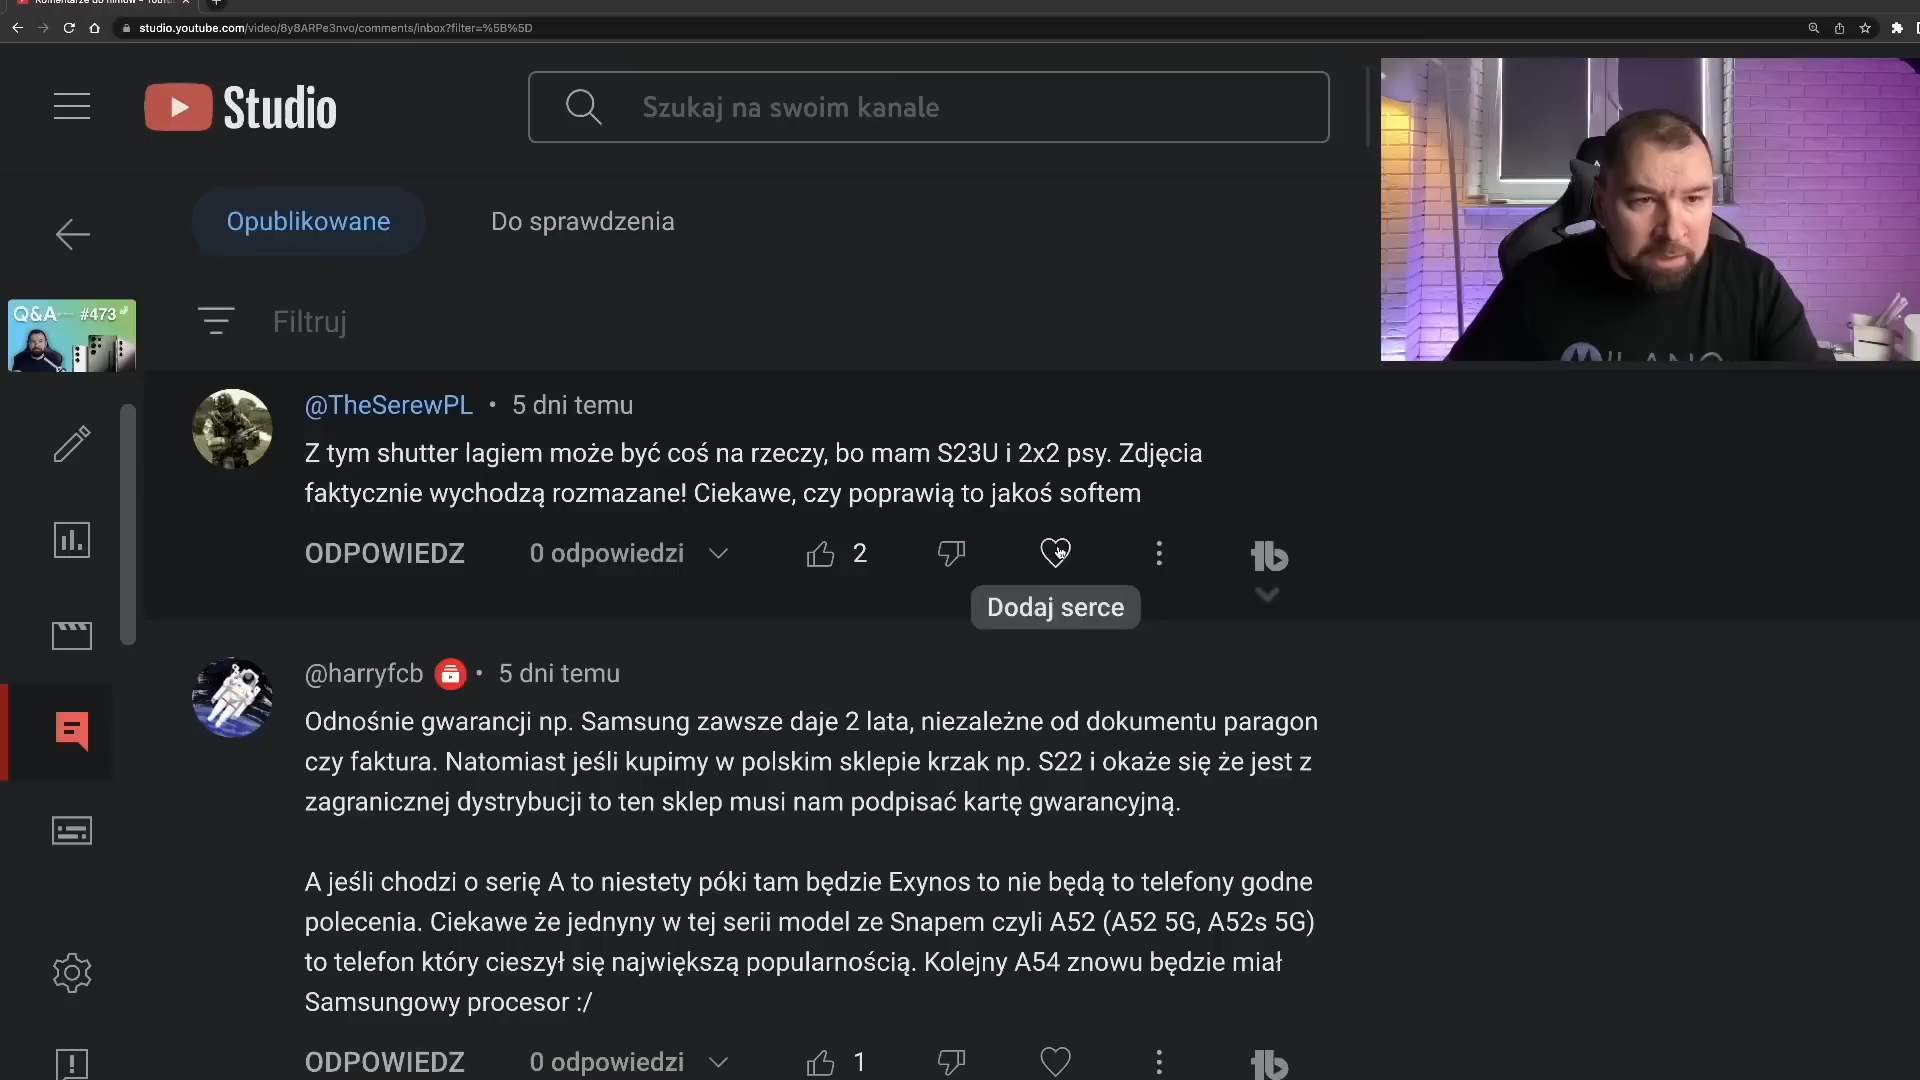 Komentarze do filmów - YouTu
studio.youtube.com/video/8y8ARPe3nvo/comments/inbox?filter=%5B%5D
Studio
Szukaj na swoim kanale
Opublikowane
Do sprawdzenia
Filtruj
Q&A #473
@TheSerewPL • 5 dni temu
Z tym shutter lagiem może być coś na rzeczy, bo mam S23U i 2x2 psy. Zdjęcia
faktycznie wychodzą rozmazane! Ciekawe, czy poprawią to jakoś softem
ODPOWIEDZ 0 odpowiedzi 2
Dodaj serce
@harryfcb • 5 dni temu
Odnośnie gwarancji np. Samsung zawsze daje 2 lata, niezależne od dokumentu paragon
czy faktura. Natomiast jeśli kupimy w polskim sklepie krzak np. S22 i okaże się że jest z
zagranicznej dystrybucji to ten sklep musi nam podpisać kartę gwarancyjną.
A jeśli chodzi o serię A to niestety póki tam będzie Exynos to nie będą to telefony godne
polecenia. Ciekawe że jednyny w tej serii model ze Snapem czyli A52 (A52 5G, A52s 5G)
to telefon który cieszył się największą popularnością. Kolejny A54 znowu będzie miał
Samsungowy procesor :/
ODPOWIEDZ 0 odpowiedzi 1
MILANO